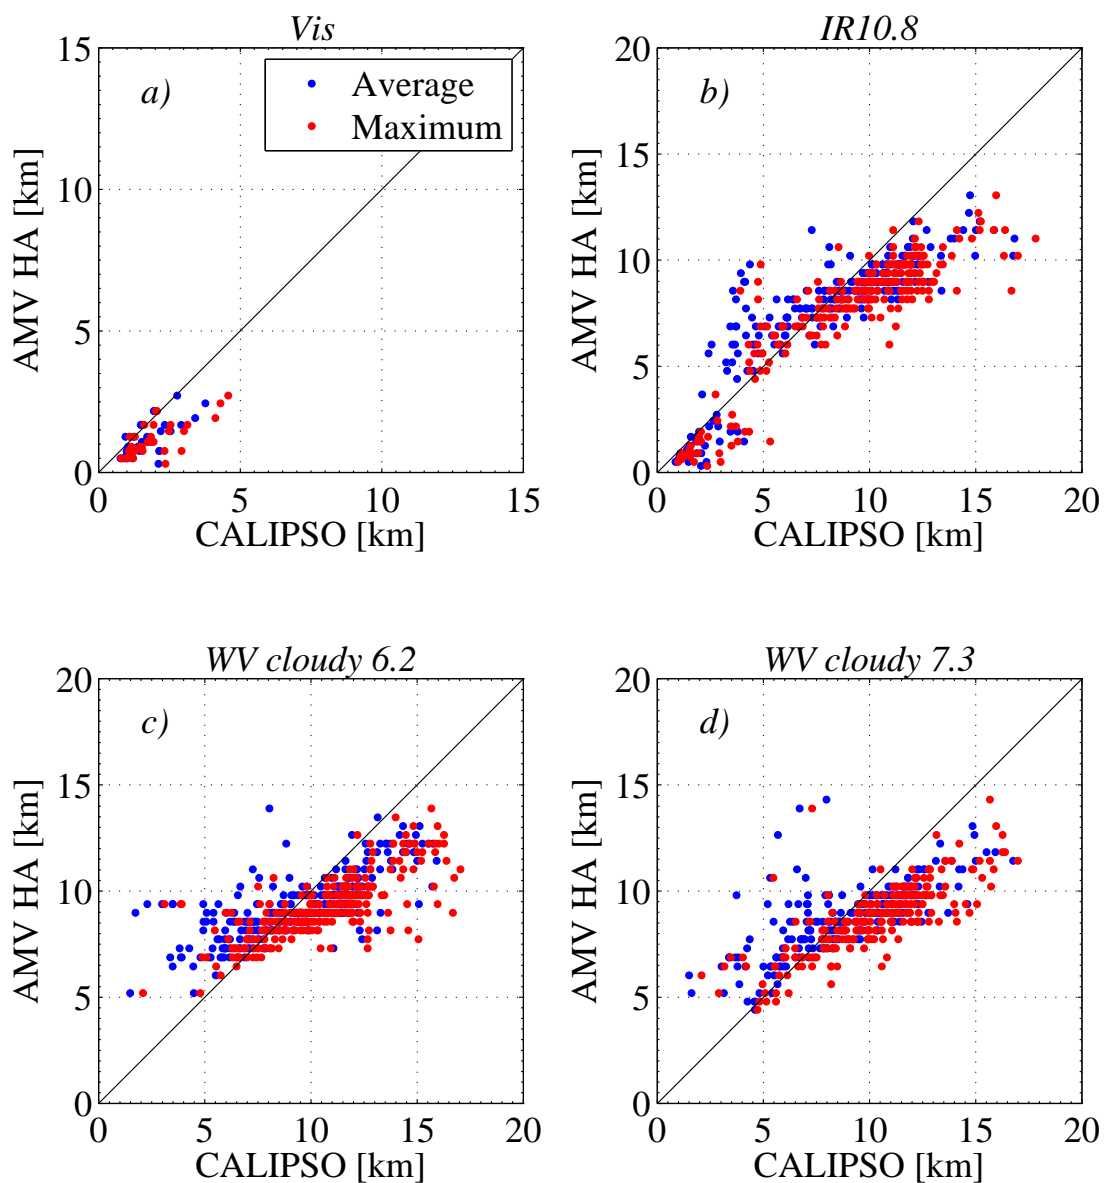 Vis
15
10
5
0
AMV HA [km]
a)
Average
Maximum
0 5 10 15
CALIPSO [km]
IR10.8
20
15
10
5
0
AMV HA [km]
b)
0 5 10 15 20
CALIPSO [km]
WV cloudy 6.2
20
15
10
5
0
AMV HA [km]
c)
0 5 10 15 20
CALIPSO [km]
WV cloudy 7.3
20
15
10
5
0
AMV HA [km]
d)
0 5 10 15 20
CALIPSO [km]